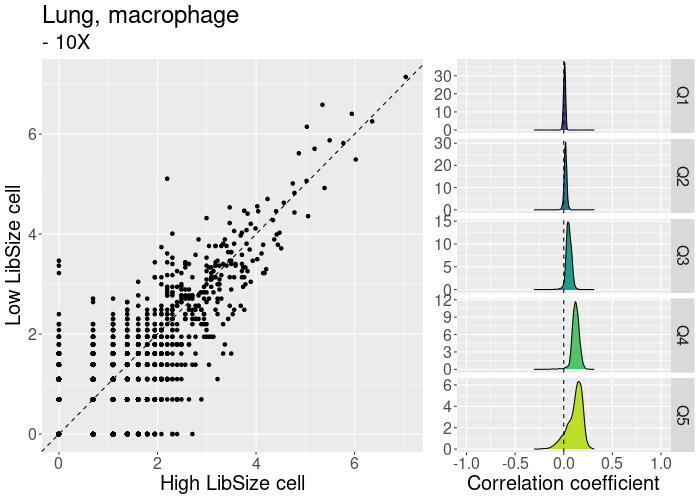 Lung, macrophage
- 10X
6
4
2
0
0 2 4 6
Low LibSize cell
High LibSize cell
30
20
10
0
Q1
30
20
10
0
Q2
15
10
5
0
Q3
12
9
6
3
0
Q4
6
4
2
0
Q5
-1.0 -0.5 0.0 0.5 1.0
Correlation coefficient